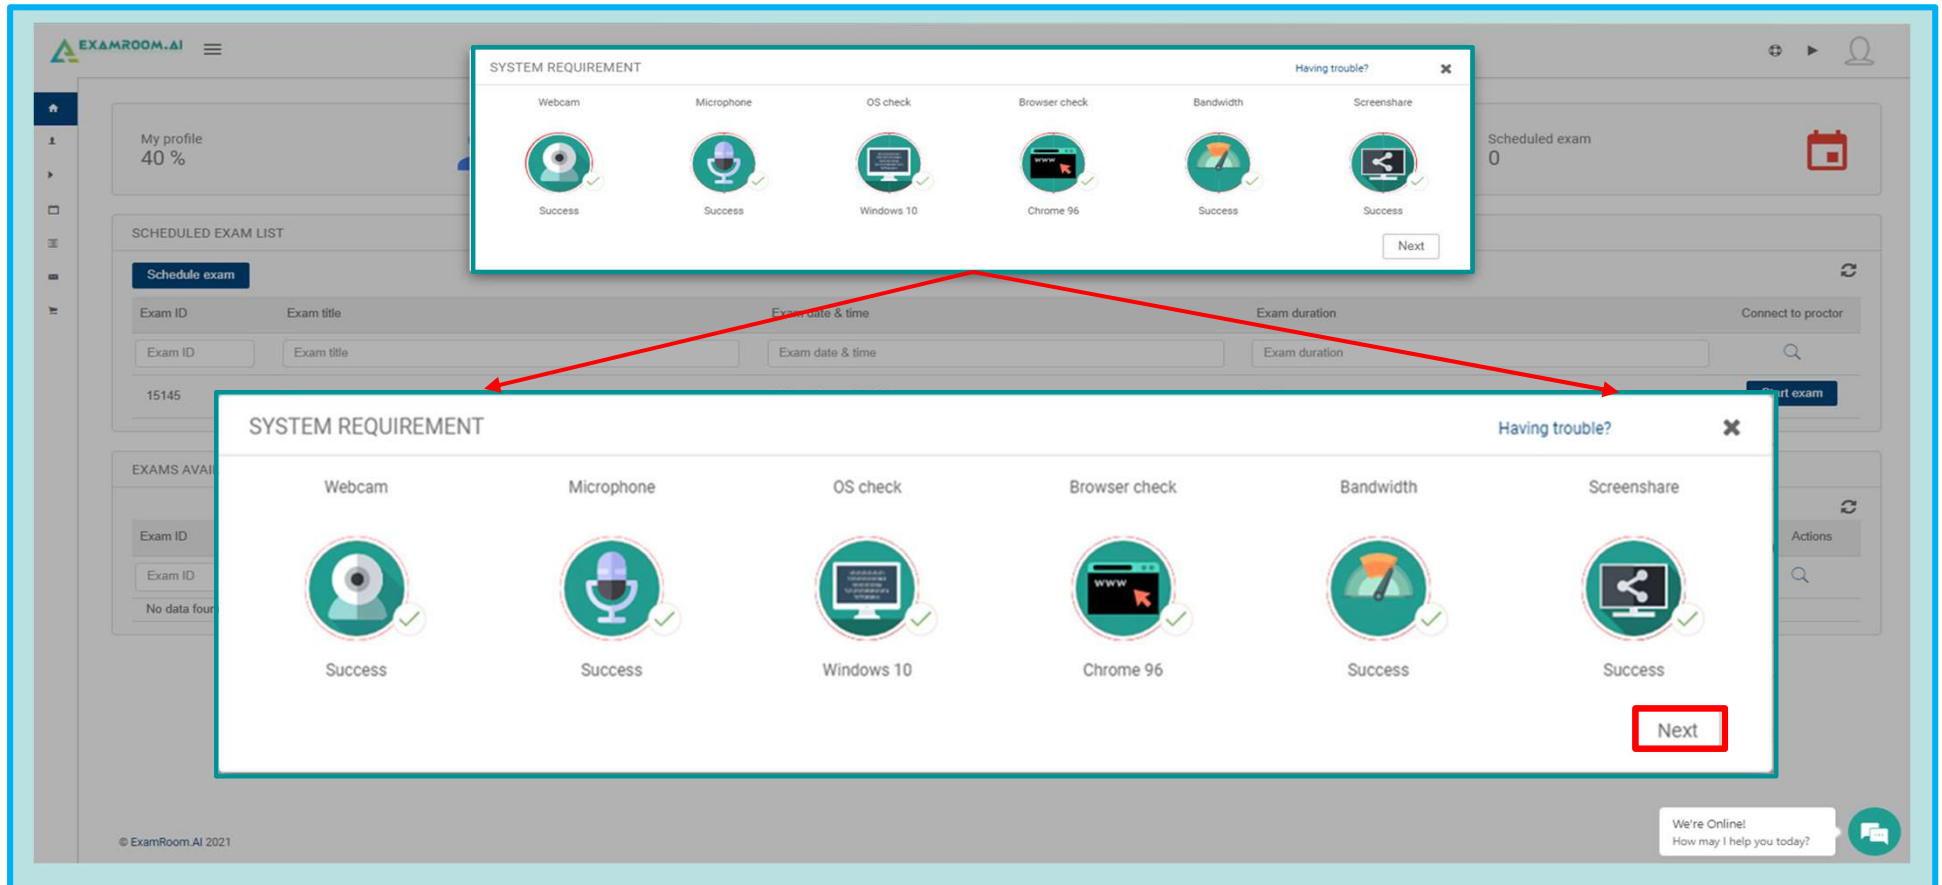 EXAMROOM.AI
SYSTEM REQUIREMENT
Having trouble?
Webcam
Microphone
OS check
Browser check
Bandwidth
Screenshare
www
Success
Success
Windows 10
Chrome 96
Success
Success
Next
My profile
40 %
Scheduled exam
0
SCHEDULED EXAM LIST
Schedule exam
Exam ID
Exam title
Exam date & time
Exam duration
Connect to proctor
Exam ID
Exam title
Exam date & time
Exam duration
15145
SYSTEM REQUIREMENT
Having trouble?
Webcam
Microphone
OS check
Browser check
Bandwidth
Screenshare
www
Success
Success
Windows 10
Chrome 96
Success
Success
Next
EXAMS
Exam ID
Actions
Exam ID
No data
We're Online!
How may I help you today?
© ExamRoom.AI 2021